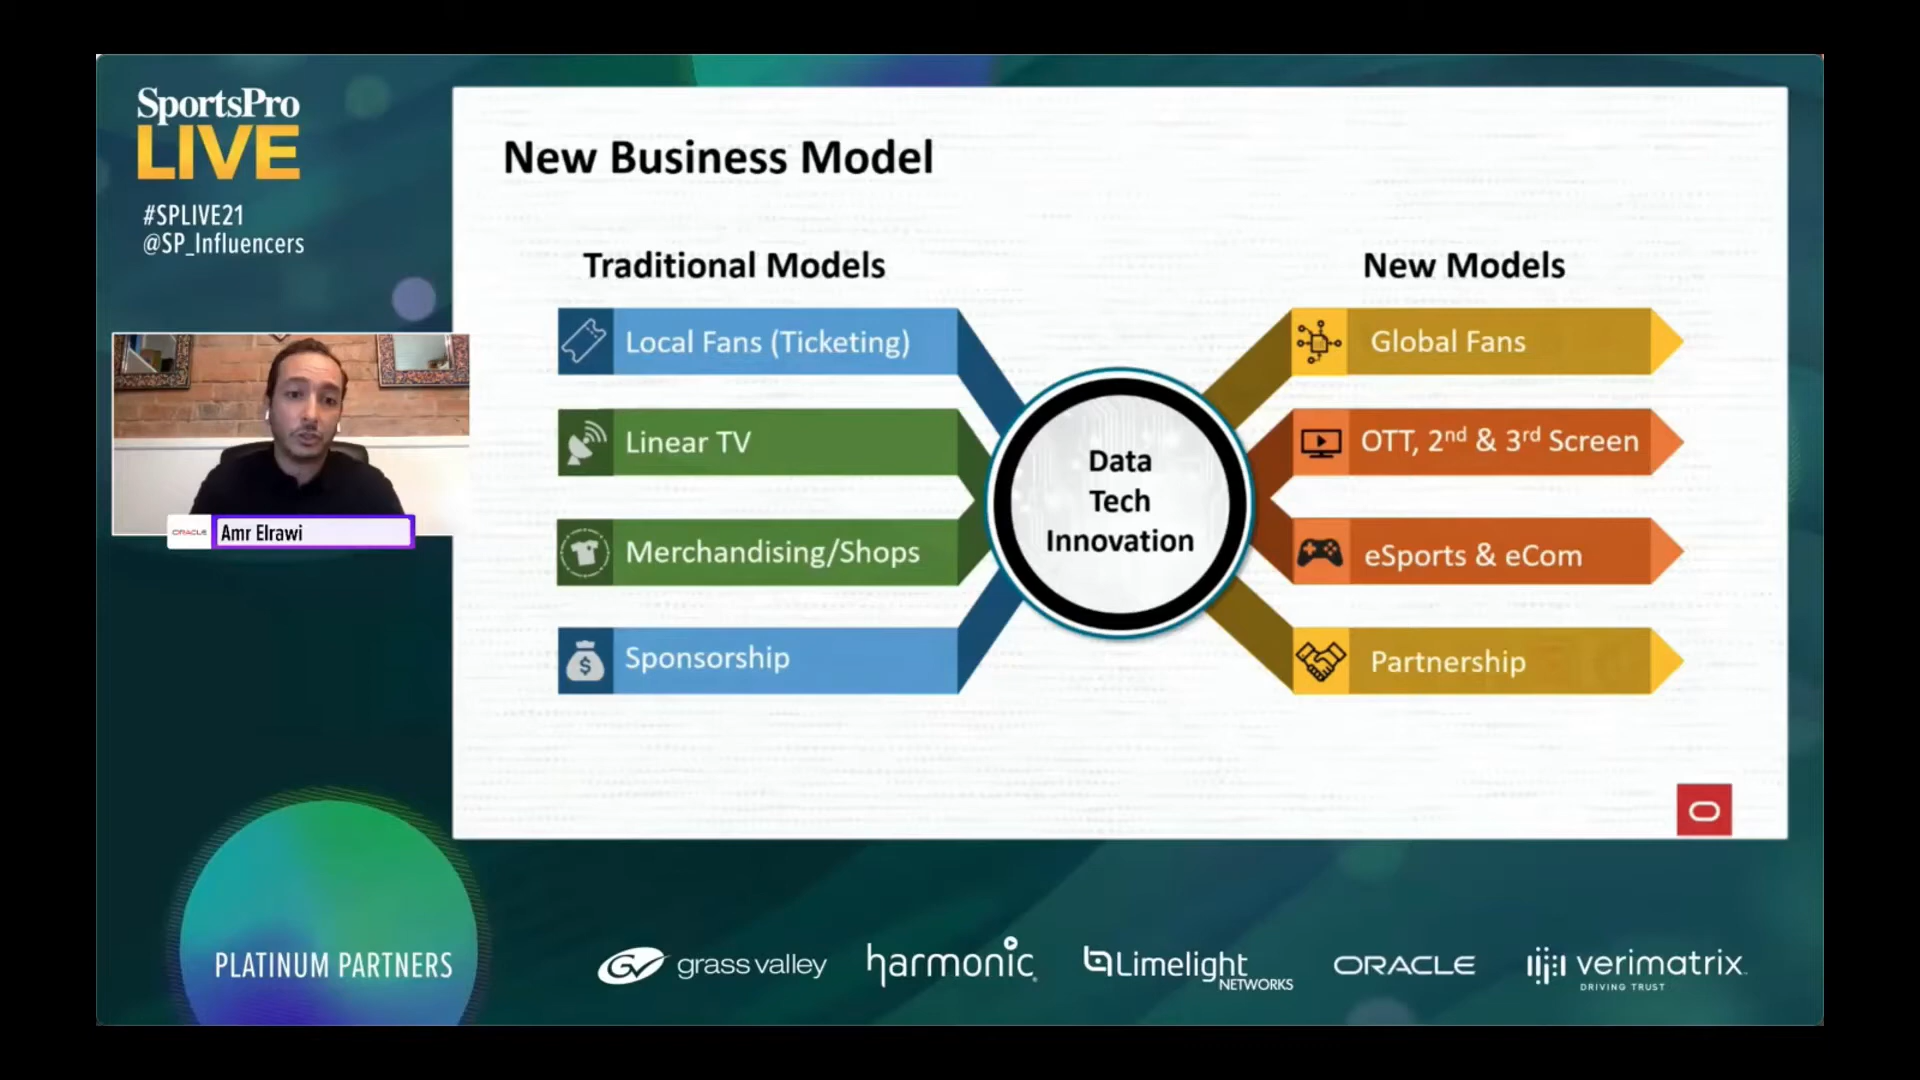 SportsPro
LIVE
#SPLIVE21
@SP_Influencers
ORACLE
Amr Elrawi
New Business Model
Traditional Models
Local Fans (Ticketing)
Linear TV
Merchandising/Shops
$
Sponsorship
Data
Tech
Innovation
New Models
Global Fans
OTT, 2nd & 3rd Screen
eSports & eCom
Partnership
PLATINUM PARTNERS
GV grass valley
harmonic
Limelight
NETWORKS
ORACLE
verimatrix
DRIVING TRUST